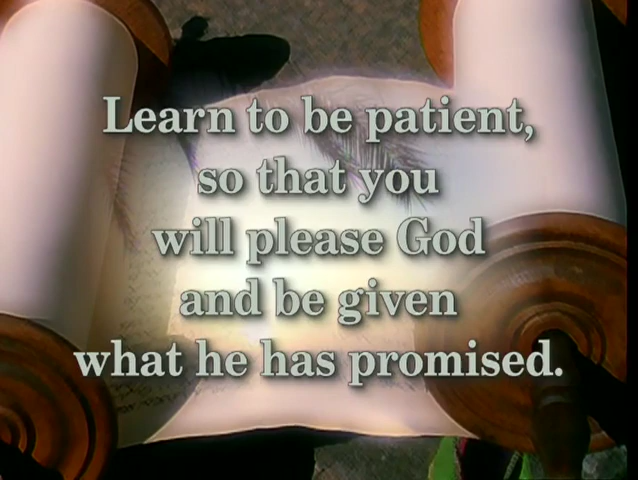 Learn to be patient,
so that you
will please God
and be given
what he has promised.